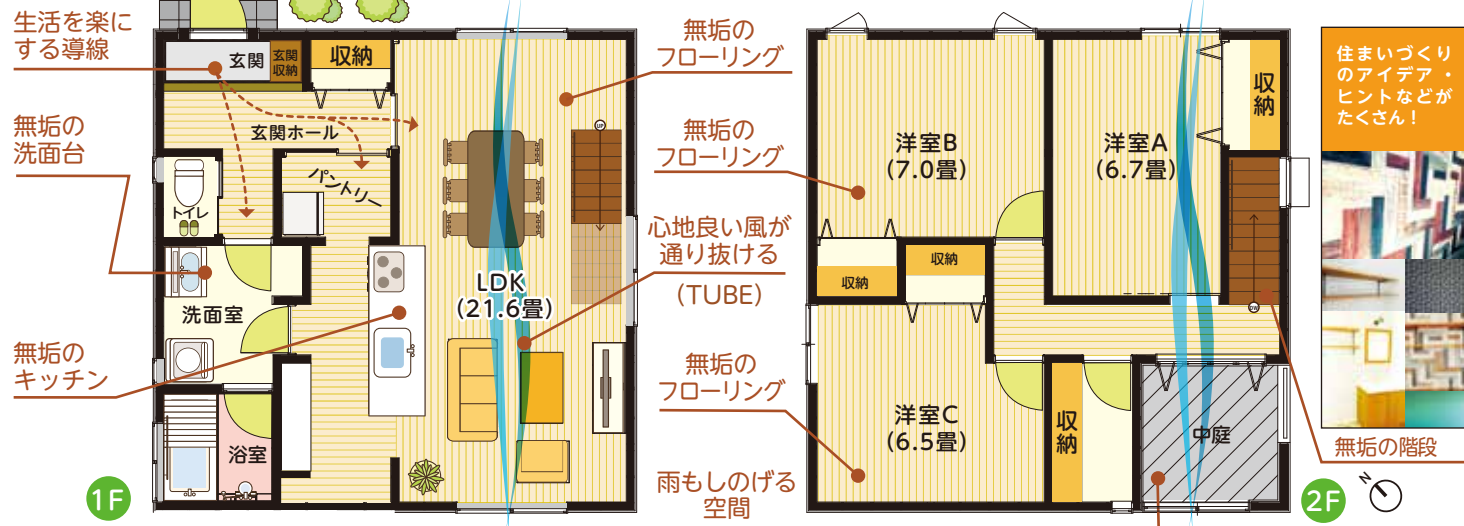 生活を楽に
する導線
無垢の
洗面台
無垢の
キッチン
1F
玄関
玄関
収納
収納
玄関ホール
パントリー
トイレ
洗面室
浴室
LDK
(21.6畳)
UP
無垢の
フローリング
無垢の
フローリング
心地良い風が
通り抜ける
(TUBE)
無垢の
フローリング
雨もしのげる
空間
洋室B
(7.0畳)
洋室A
(6.7畳)
収納
収納
収納
DN
洋室C
(6.5畳)
収納
中庭
住まいづくり
のアイデア・
ヒントなどが
たくさん！
無垢の階段
2F
N